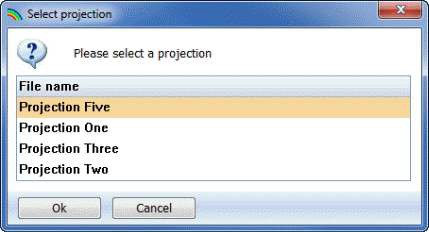 Select projection
Please select a projection
File name
Projection Five
Projection One
Projection Three
Projection Two
Ok Cancel